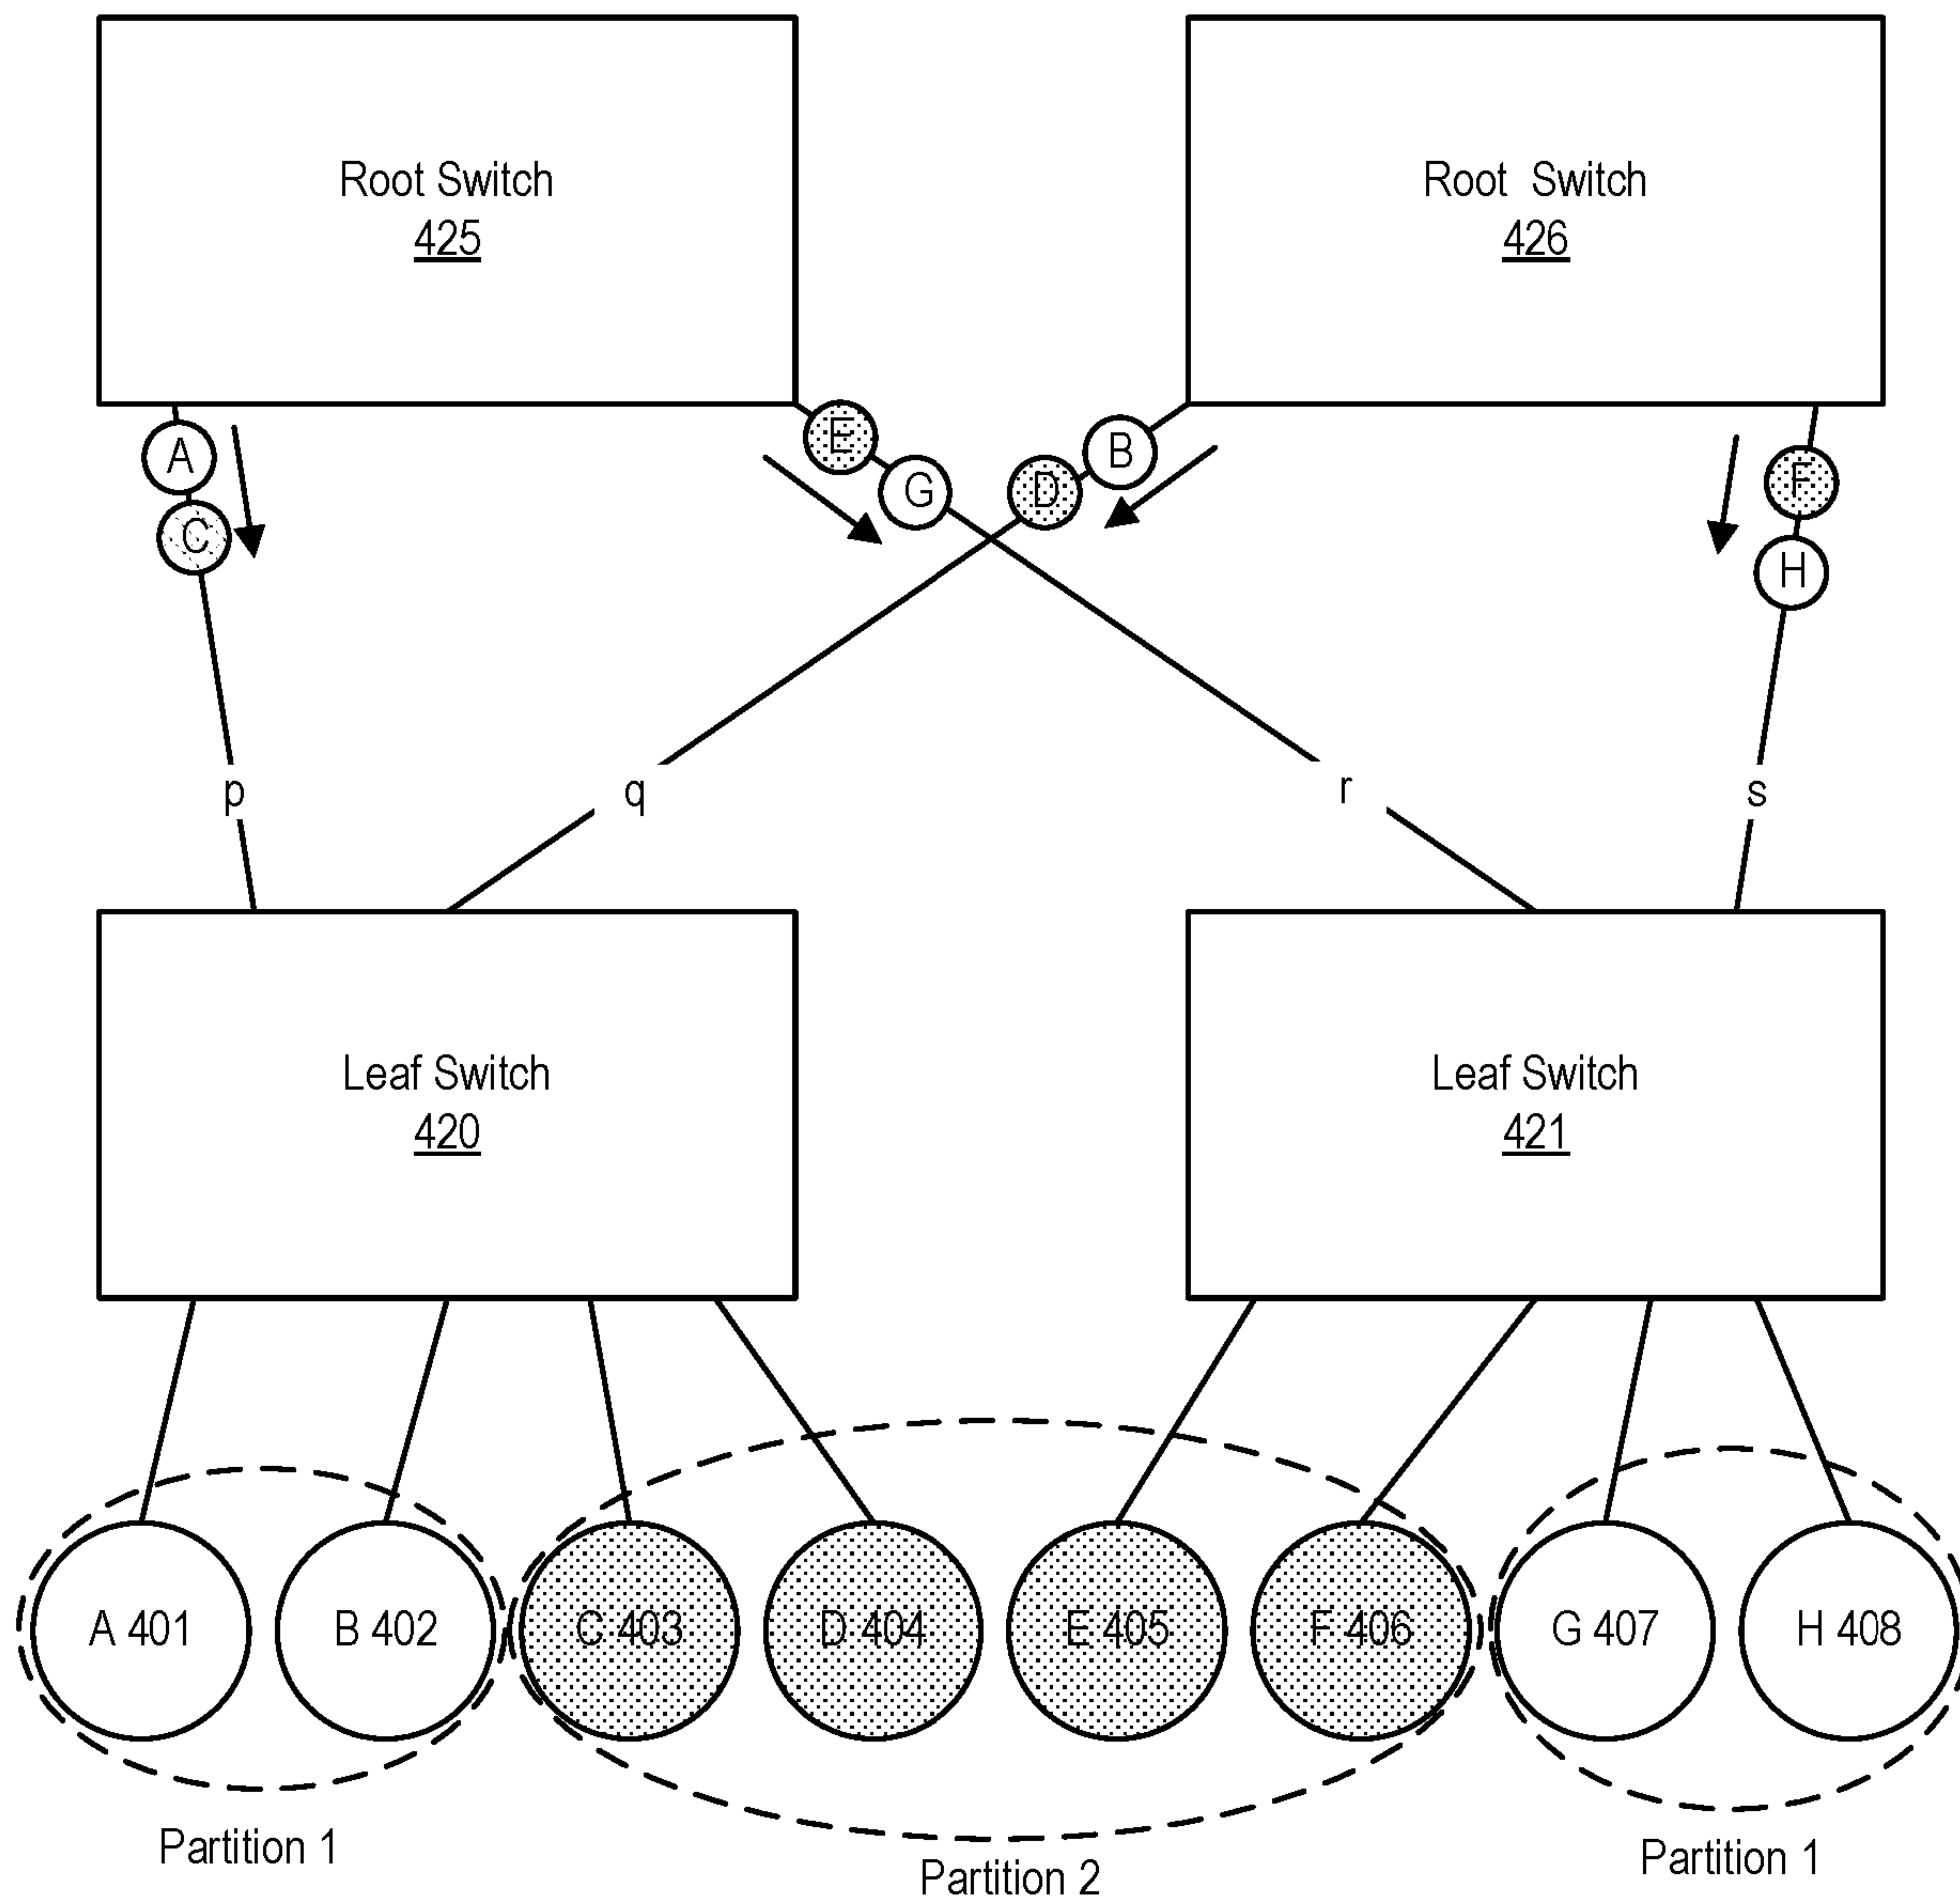 Root Switch
425
Root Switch
426
A
C
E
G
D
B
F
H
p
q
r
s
Leaf Switch
420
Leaf Switch
421
A 401
B 402
C 403
D 404
E 405
F 406
G 407
H 408
Partition 1
Partition 2
Partition 1